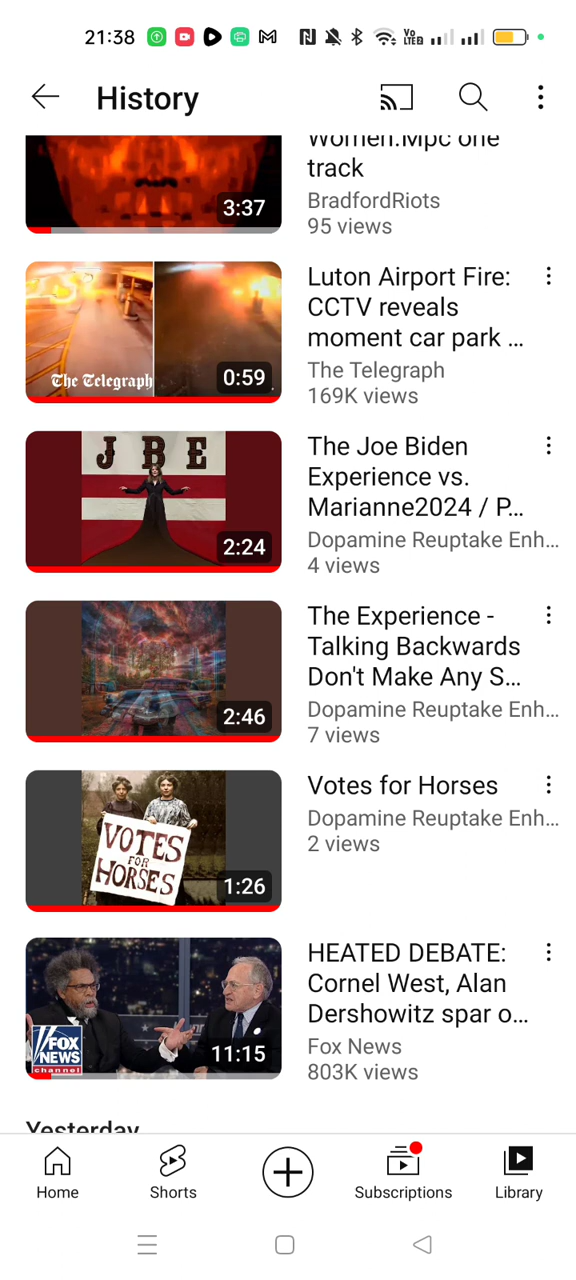 21:38
Vo
LTE2
History
Women.Mpc one
track
BradfordRiots
95 views
3:37
Luton Airport Fire:
CCTV reveals
moment car park ...
The Telegraph
169K views
The Telegraph
0:59
The Joe Biden
Experience vs.
Marianne2024 / P...
Dopamine Reuptake Enh...
4 views
J B E
2:24
The Experience -
Talking Backwards
Don't Make Any S...
Dopamine Reuptake Enh...
7 views
2:46
Votes for Horses
Dopamine Reuptake Enh...
2 views
VOTES
FOR
HORSES
1:26
HEATED DEBATE:
Cornel West, Alan
Dershowitz spar o...
Fox News
803K views
FOX
NEWS
channel
11:15
Yesterday
Home
Shorts
Subscriptions
Library